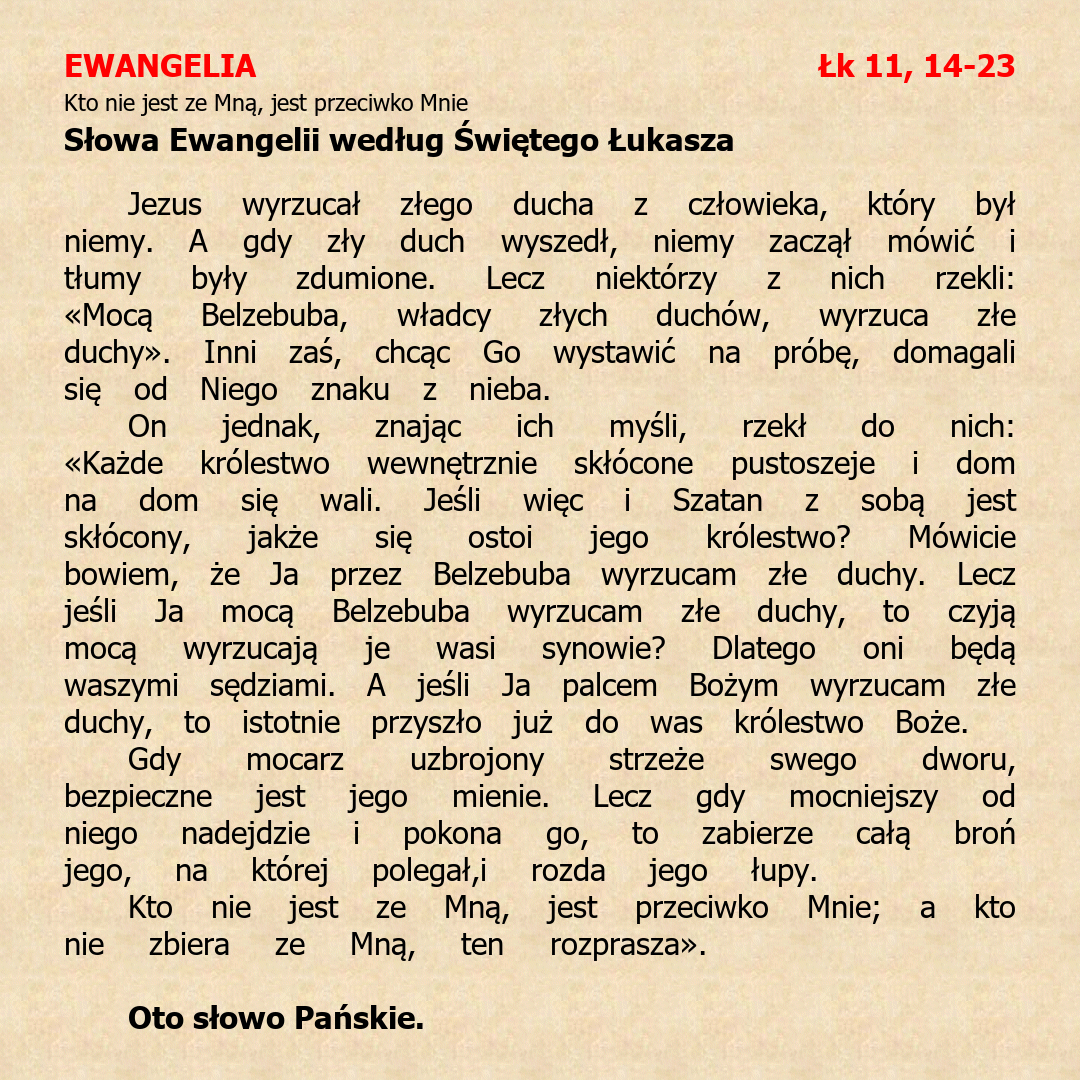 EWANGELIA Łk 11, 14-23
Kto nie jest ze Mną, jest przeciwko Mnie
Słowa Ewangelii według Świętego Łukasza
Jezus wyrzucał złego ducha z człowieka, który był
niemy. A gdy zły duch wyszedł, niemy zaczął mówić i
tłumy były zdumione. Lecz niektórzy z nich rzekli:
«Mocą Belzebuba, władcy złych duchów, wyrzuca złe
duchy». Inni zaś, chcąc Go wystawić na próbę, domagali
się od Niego znaku z nieba.
On jednak, znając ich myśli, rzekł do nich:
«Każde królestwo wewnętrznie skłócone pustoszeje i dom
na dom się wali. Jeśli więc i Szatan z sobą jest
skłócony, jakże się ostoi jego królestwo? Mówicie
bowiem, że Ja przez Belzebuba wyrzucam złe duchy. Lecz
jeśli Ja mocą Belzebuba wyrzucam złe duchy, to czyją
mocą wyrzucają je wasi synowie? Dlatego oni będą
waszymi sędziami. A jeśli Ja palcem Bożym wyrzucam złe
duchy, to istotnie przyszło już do was królestwo Boże.
Gdy mocarz uzbrojony strzeże swego dworu,
bezpieczne jest jego mienie. Lecz gdy mocniejszy od
niego nadejdzie i pokona go, to zabierze całą broń
jego, na której polegał,i rozda jego łupy.
Kto nie jest ze Mną, jest przeciwko Mnie; a kto
nie zbiera ze Mną, ten rozprasza».
Oto słowo Pańskie.